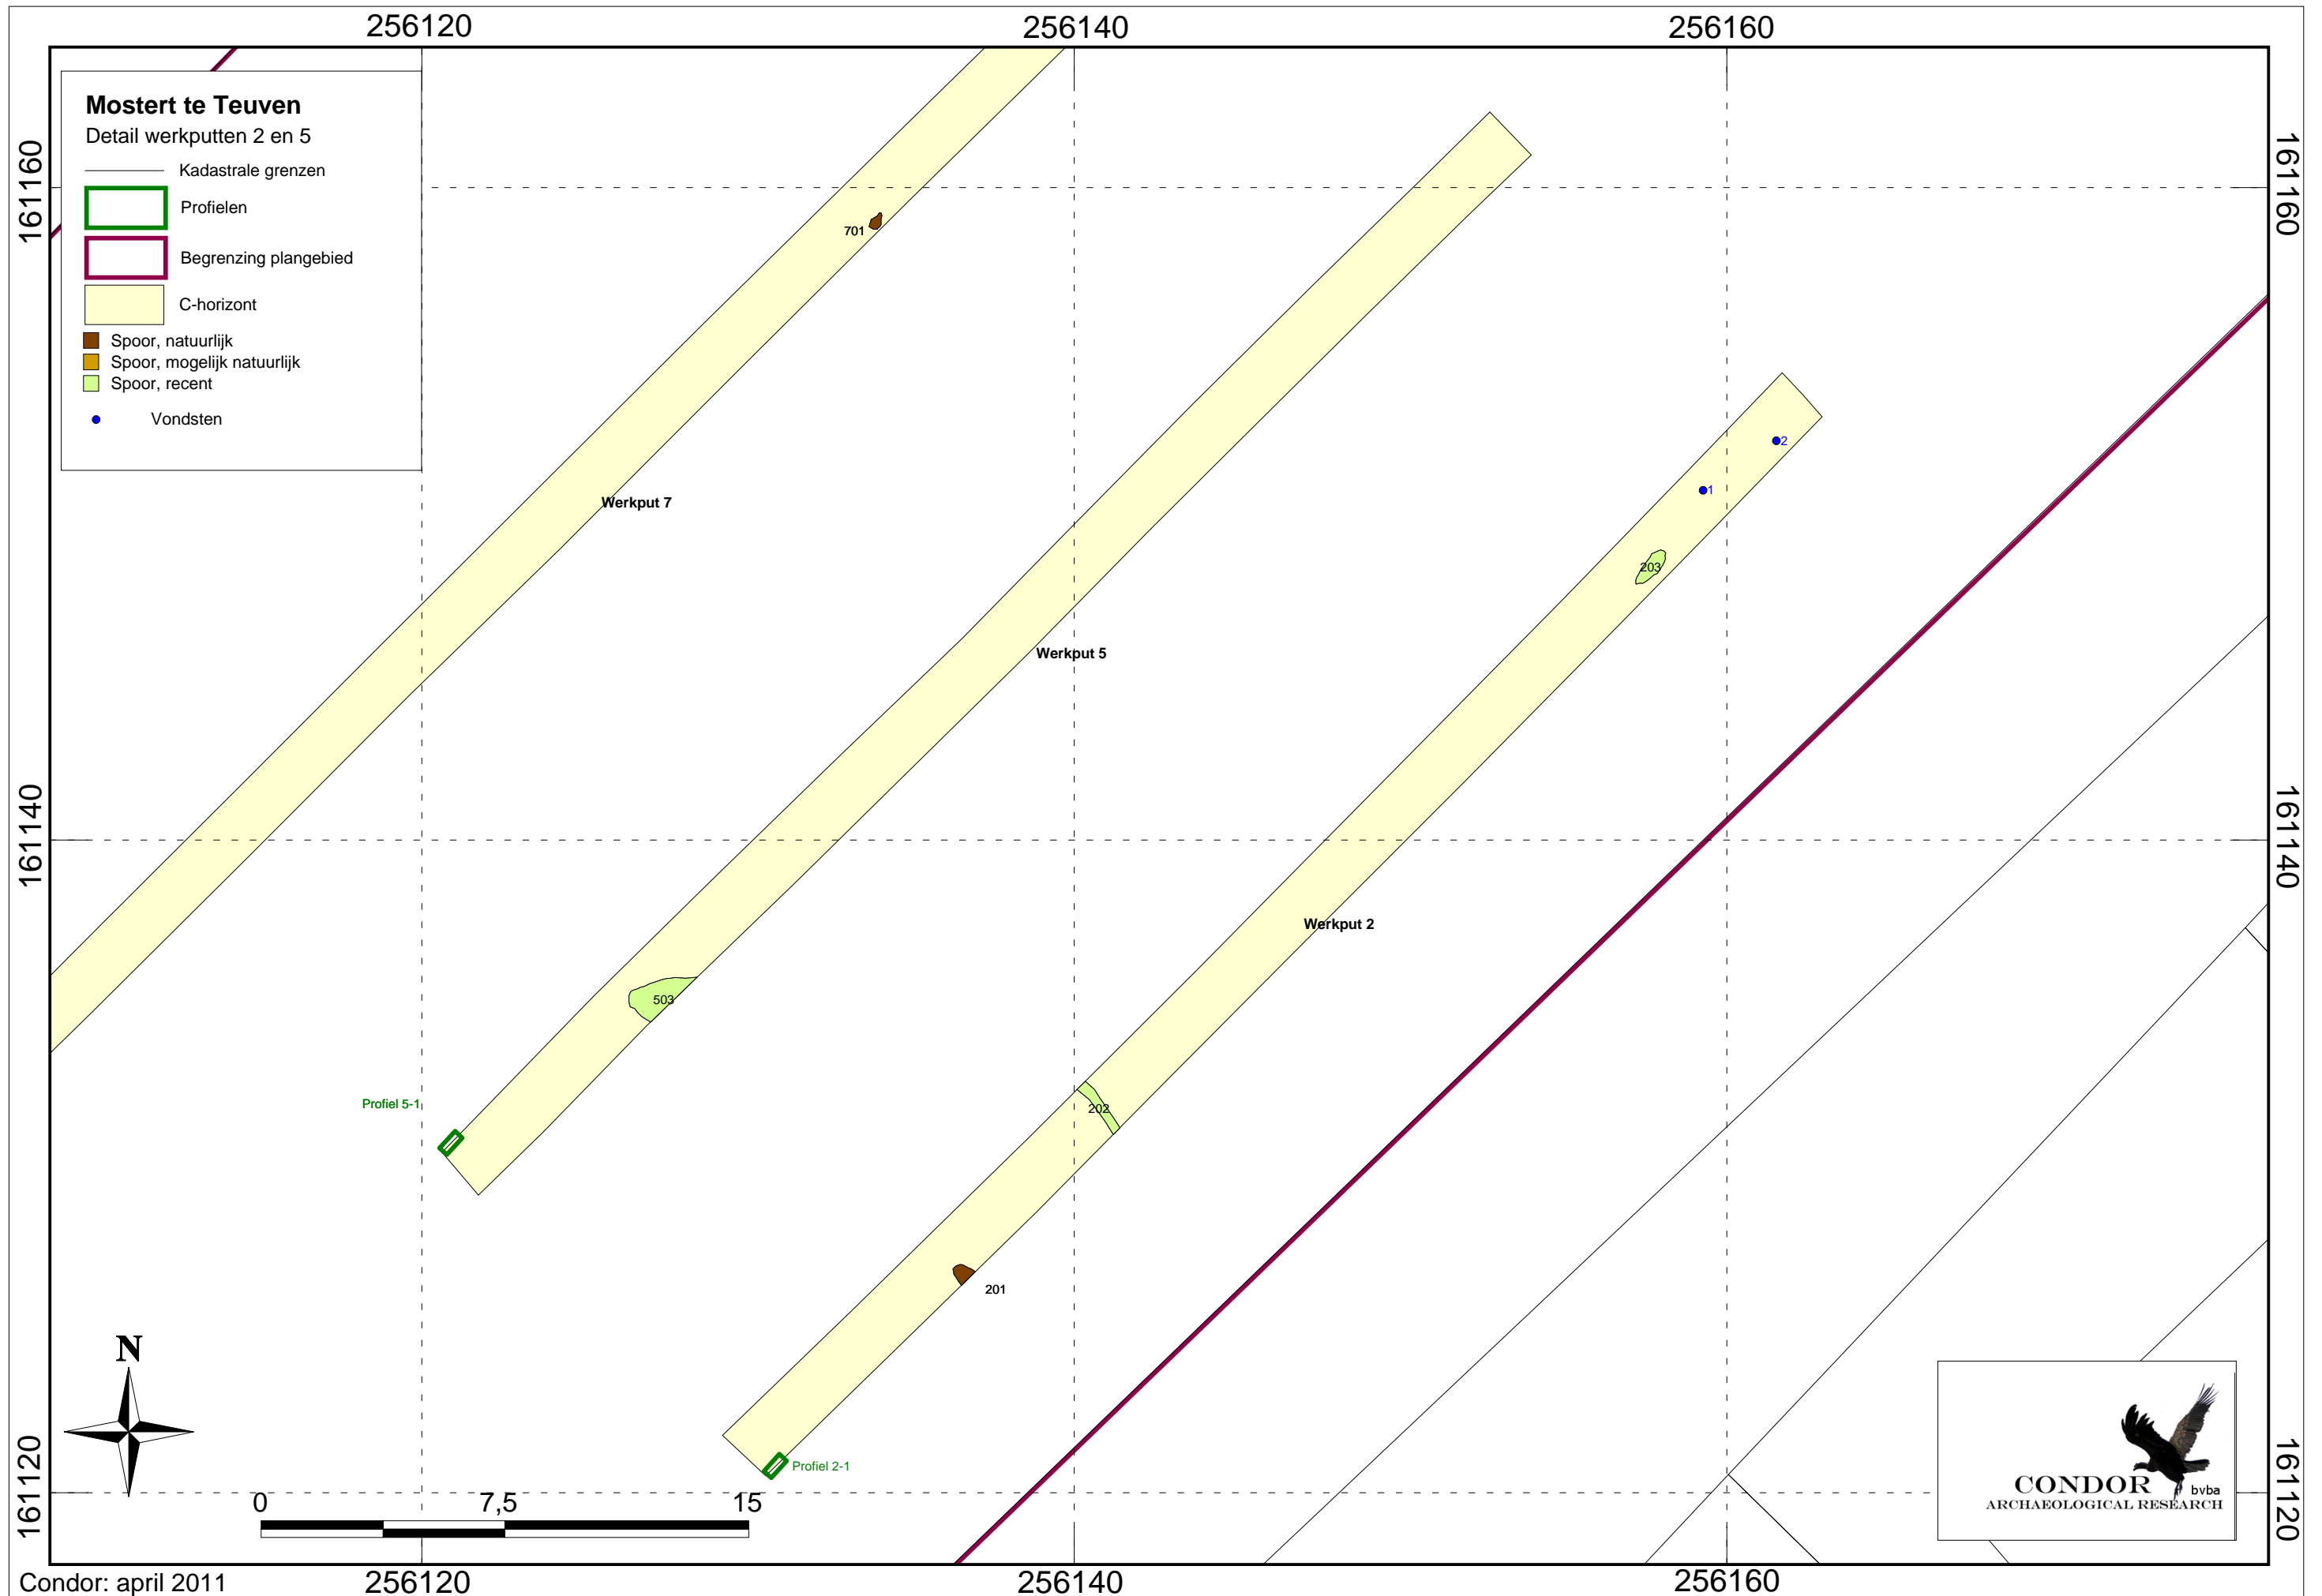 256120
256140
256160
Mostert te Teuven
Detail werkputten 2 en 5
Kadastrale grenzen
Profielen
Begrenzing plangebied
C-horizont
Spoor, natuurlijk
Spoor, mogelijk natuurlijk
Spoor, recent
Vondsten
161160
161160
701
2
1
Werkput 7
203
Werkput 5
161140
161140
Werkput 2
503
Profiel 5-1
202
201
N
Profiel 2-1
161120
161120
0
7,5
15
CONDOR bvba
ARCHAEOLOGICAL RESEARCH
Condor: april 2011
256120
256140
256160